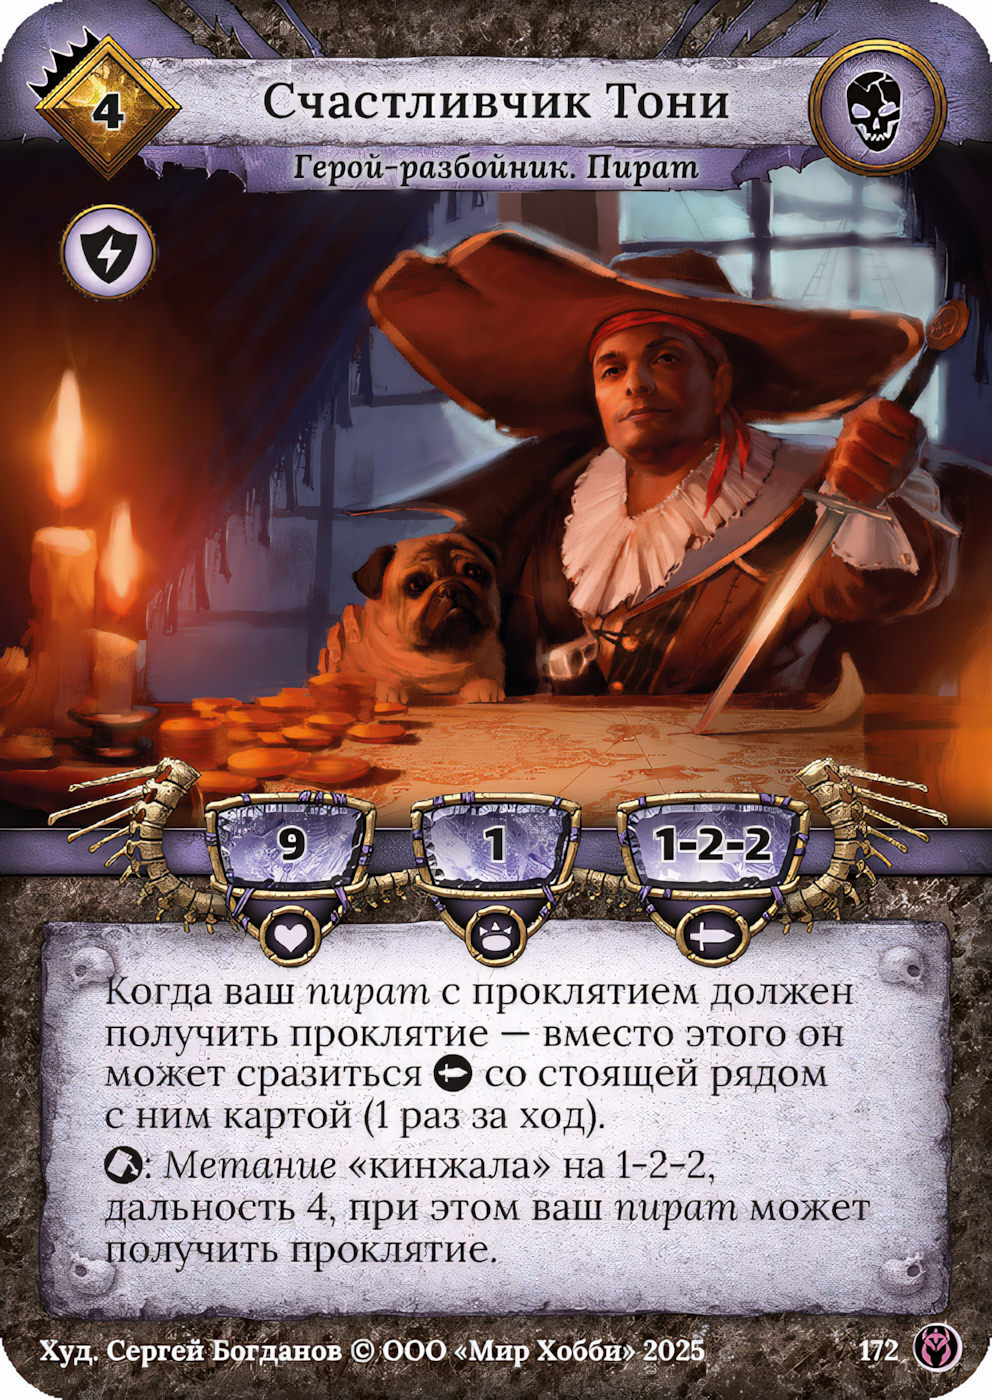 4
Счастливчик Тони
Герой-разбойник. Пират
9
1
1-2-2
Когда ваш пират с проклятием должен
получить проклятие — вместо этого он
может сразиться со стоящей рядом
с ним картой (1 раз за ход).
: Метание «кинжала» на 1-2-2,
дальность 4, при этом ваш пират может
получить проклятие.
Худ. Сергей Богданов © ООО «Мир Хобби» 2025
172